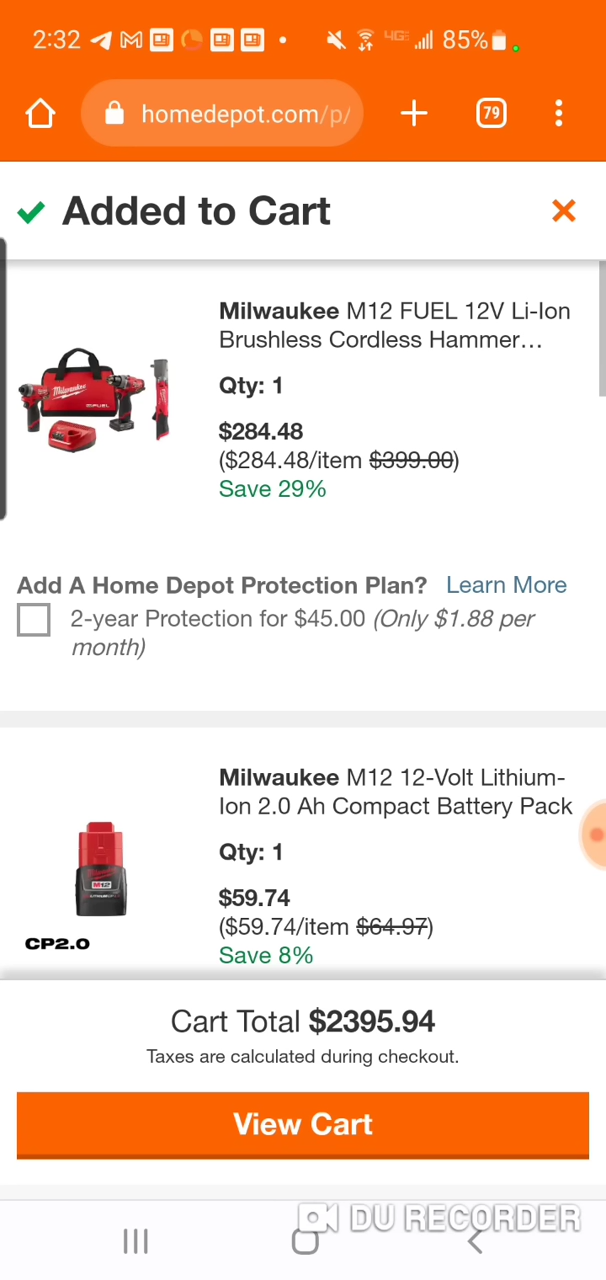 2:32 4GE 85%
homedepot.com/p/ 79
Added to Cart
Milwaukee M12 FUEL 12V Li-Ion
Brushless Cordless Hammer...
Qty: 1
$284.48
($284.48/item $399.00)
Save 29%
Milwaukee
FUEL
Add A Home Depot Protection Plan? Learn More
2-year Protection for $45.00 (Only $1.88 per
month)
Milwaukee M12 12-Volt Lithium-
Ion 2.0 Ah Compact Battery Pack
Qty: 1
$59.74
($59.74/item $64.97)
Save 8%
M12
CP2.0
Cart Total $2395.94
Taxes are calculated during checkout.
View Cart
DU RECORDER